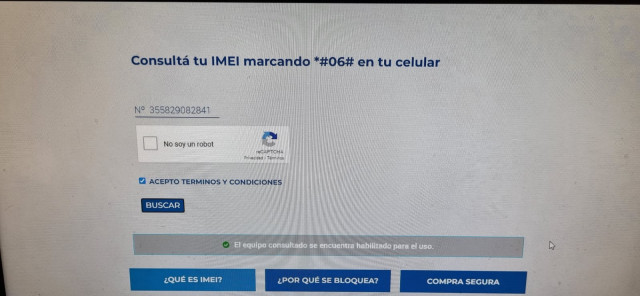 Consultá tu IMEI marcando *#06# en tu celular
Nº 355829082841
No soy un robot
reCAPTCHA
Privacidad - Términos
ACEPTO TERMINOS Y CONDICIONES
BUSCAR
El equipo consultado se encuentra habilitado para el uso.
¿QUÉ ES IMEI?
¿POR QUÉ SE BLOQUEA?
COMPRA SEGURA